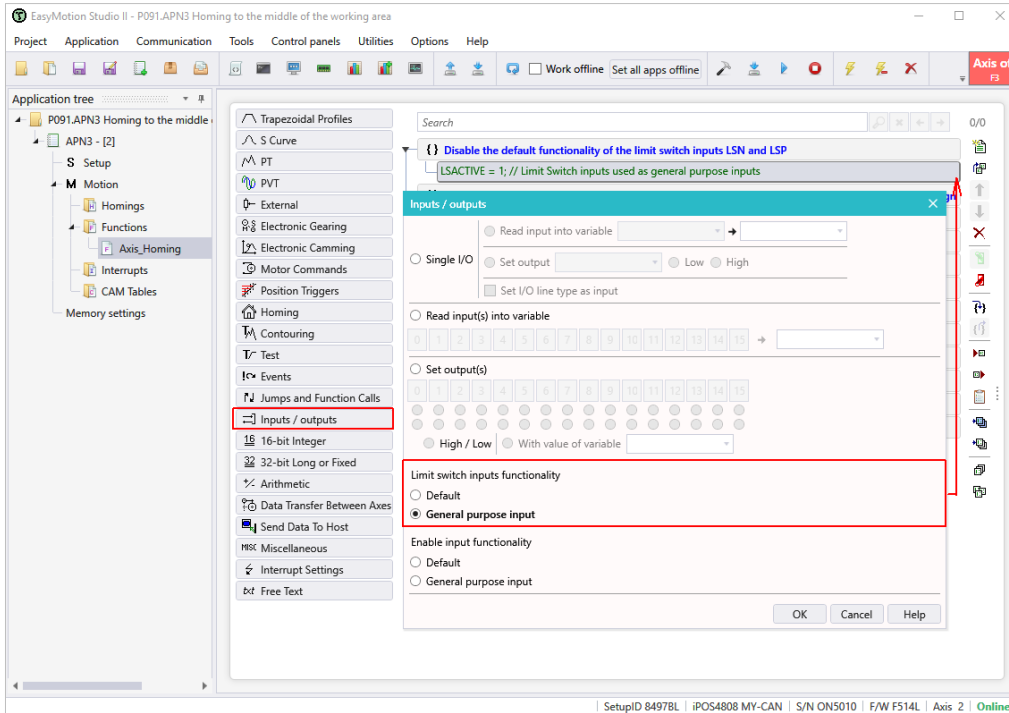 EasyMotion Studio II - P091.APN3 Homing to the middle of the working area
Project Application Communication Tools Control panels Utilities Options Help
Work offline Set all apps offline
Axis of
F3
Application tree
P091.APN3 Homing to the middle
APN3 - [2]
S Setup
M Motion
Homings
Functions
Axis_Homing
Interrupts
CAM Tables
Memory settings
Trapezoidal Profiles
S Curve
PT
PVT
External
Electronic Gearing
Electronic Camming
Motor Commands
Position Triggers
Homing
Contouring
Test
Events
Jumps and Function Calls
Inputs / outputs
16 16-bit Integer
32 32-bit Long or Fixed
Arithmetic
Data Transfer Between Axes
Send Data To Host
MISC Miscellaneous
Interrupt Settings
txt Free Text
Search
0/0
{} Disable the default functionality of the limit switch inputs LSN and LSP
LSACTIVE = 1; // Limit Switch inputs used as general purpose inputs
Inputs / outputs
Single I/O
Read input into variable
Set output
Low High
Set I/O line type as input
Read input(s) into variable
0 1 2 3 4 5 6 7 8 9 10 11 12 13 14 15
Set output(s)
0 1 2 3 4 5 6 7 8 9 10 11 12 13 14 15
High / Low With value of variable
Limit switch inputs functionality
Default
General purpose input
Enable input functionality
Default
General purpose input
OK Cancel Help
SetupID 8497BL iPOS4808 MY-CAN S/N ON5010 F/W F514L Axis 2 Online